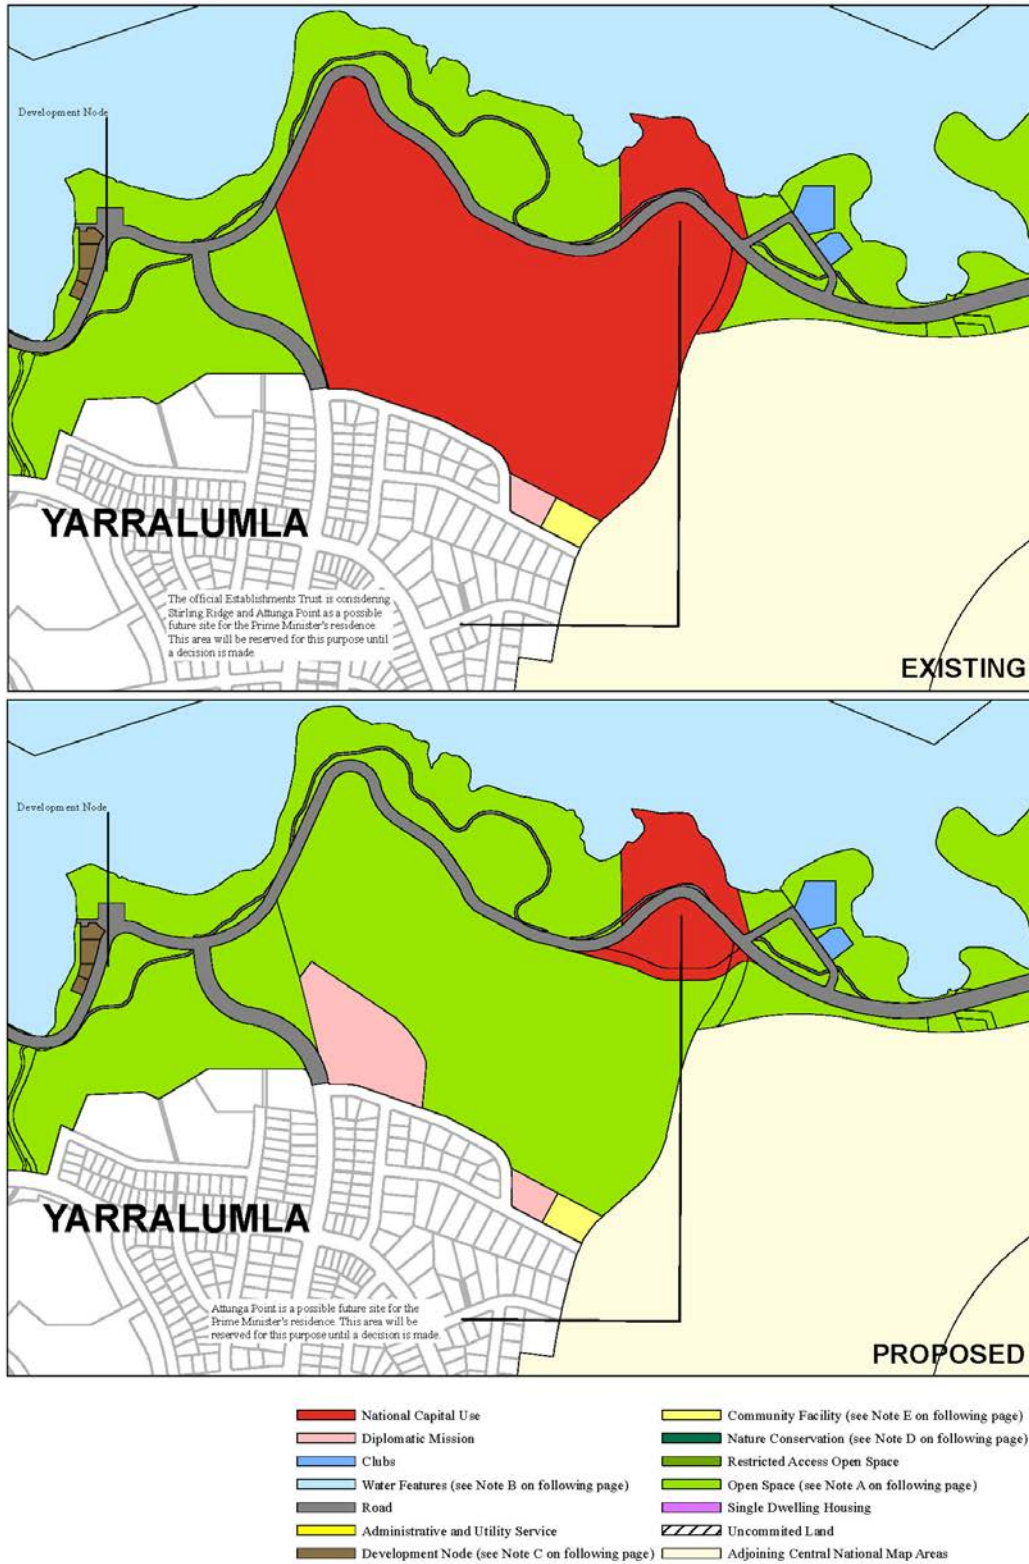 Development Node
YARRALUMLA
The official Establishments Trust is considering
Stirling Ridge and Attunga Point as a possible
future site for the Prime Minister's residence.
This area will be reserved for this purpose until
a decision is made.
EXISTING
Development Node
YARRALUMLA
Attunga Point is a possible future site for the
Prime Minister's residence. This area will be
reserved for this purpose until a decision is made.
PROPOSED
National Capital Use
Diplomatic Mission
Clubs
Water Features (see Note B on following page)
Road
Administrative and Utility Service
Development Node (see Note C on following page)
Community Facility (see Note E on following page)
Nature Conservation (see Note D on following page)
Restricted Access Open Space
Open Space (see Note A on following page)
Single Dwelling Housing
Uncommited Land
Adjoining Central National Map Areas